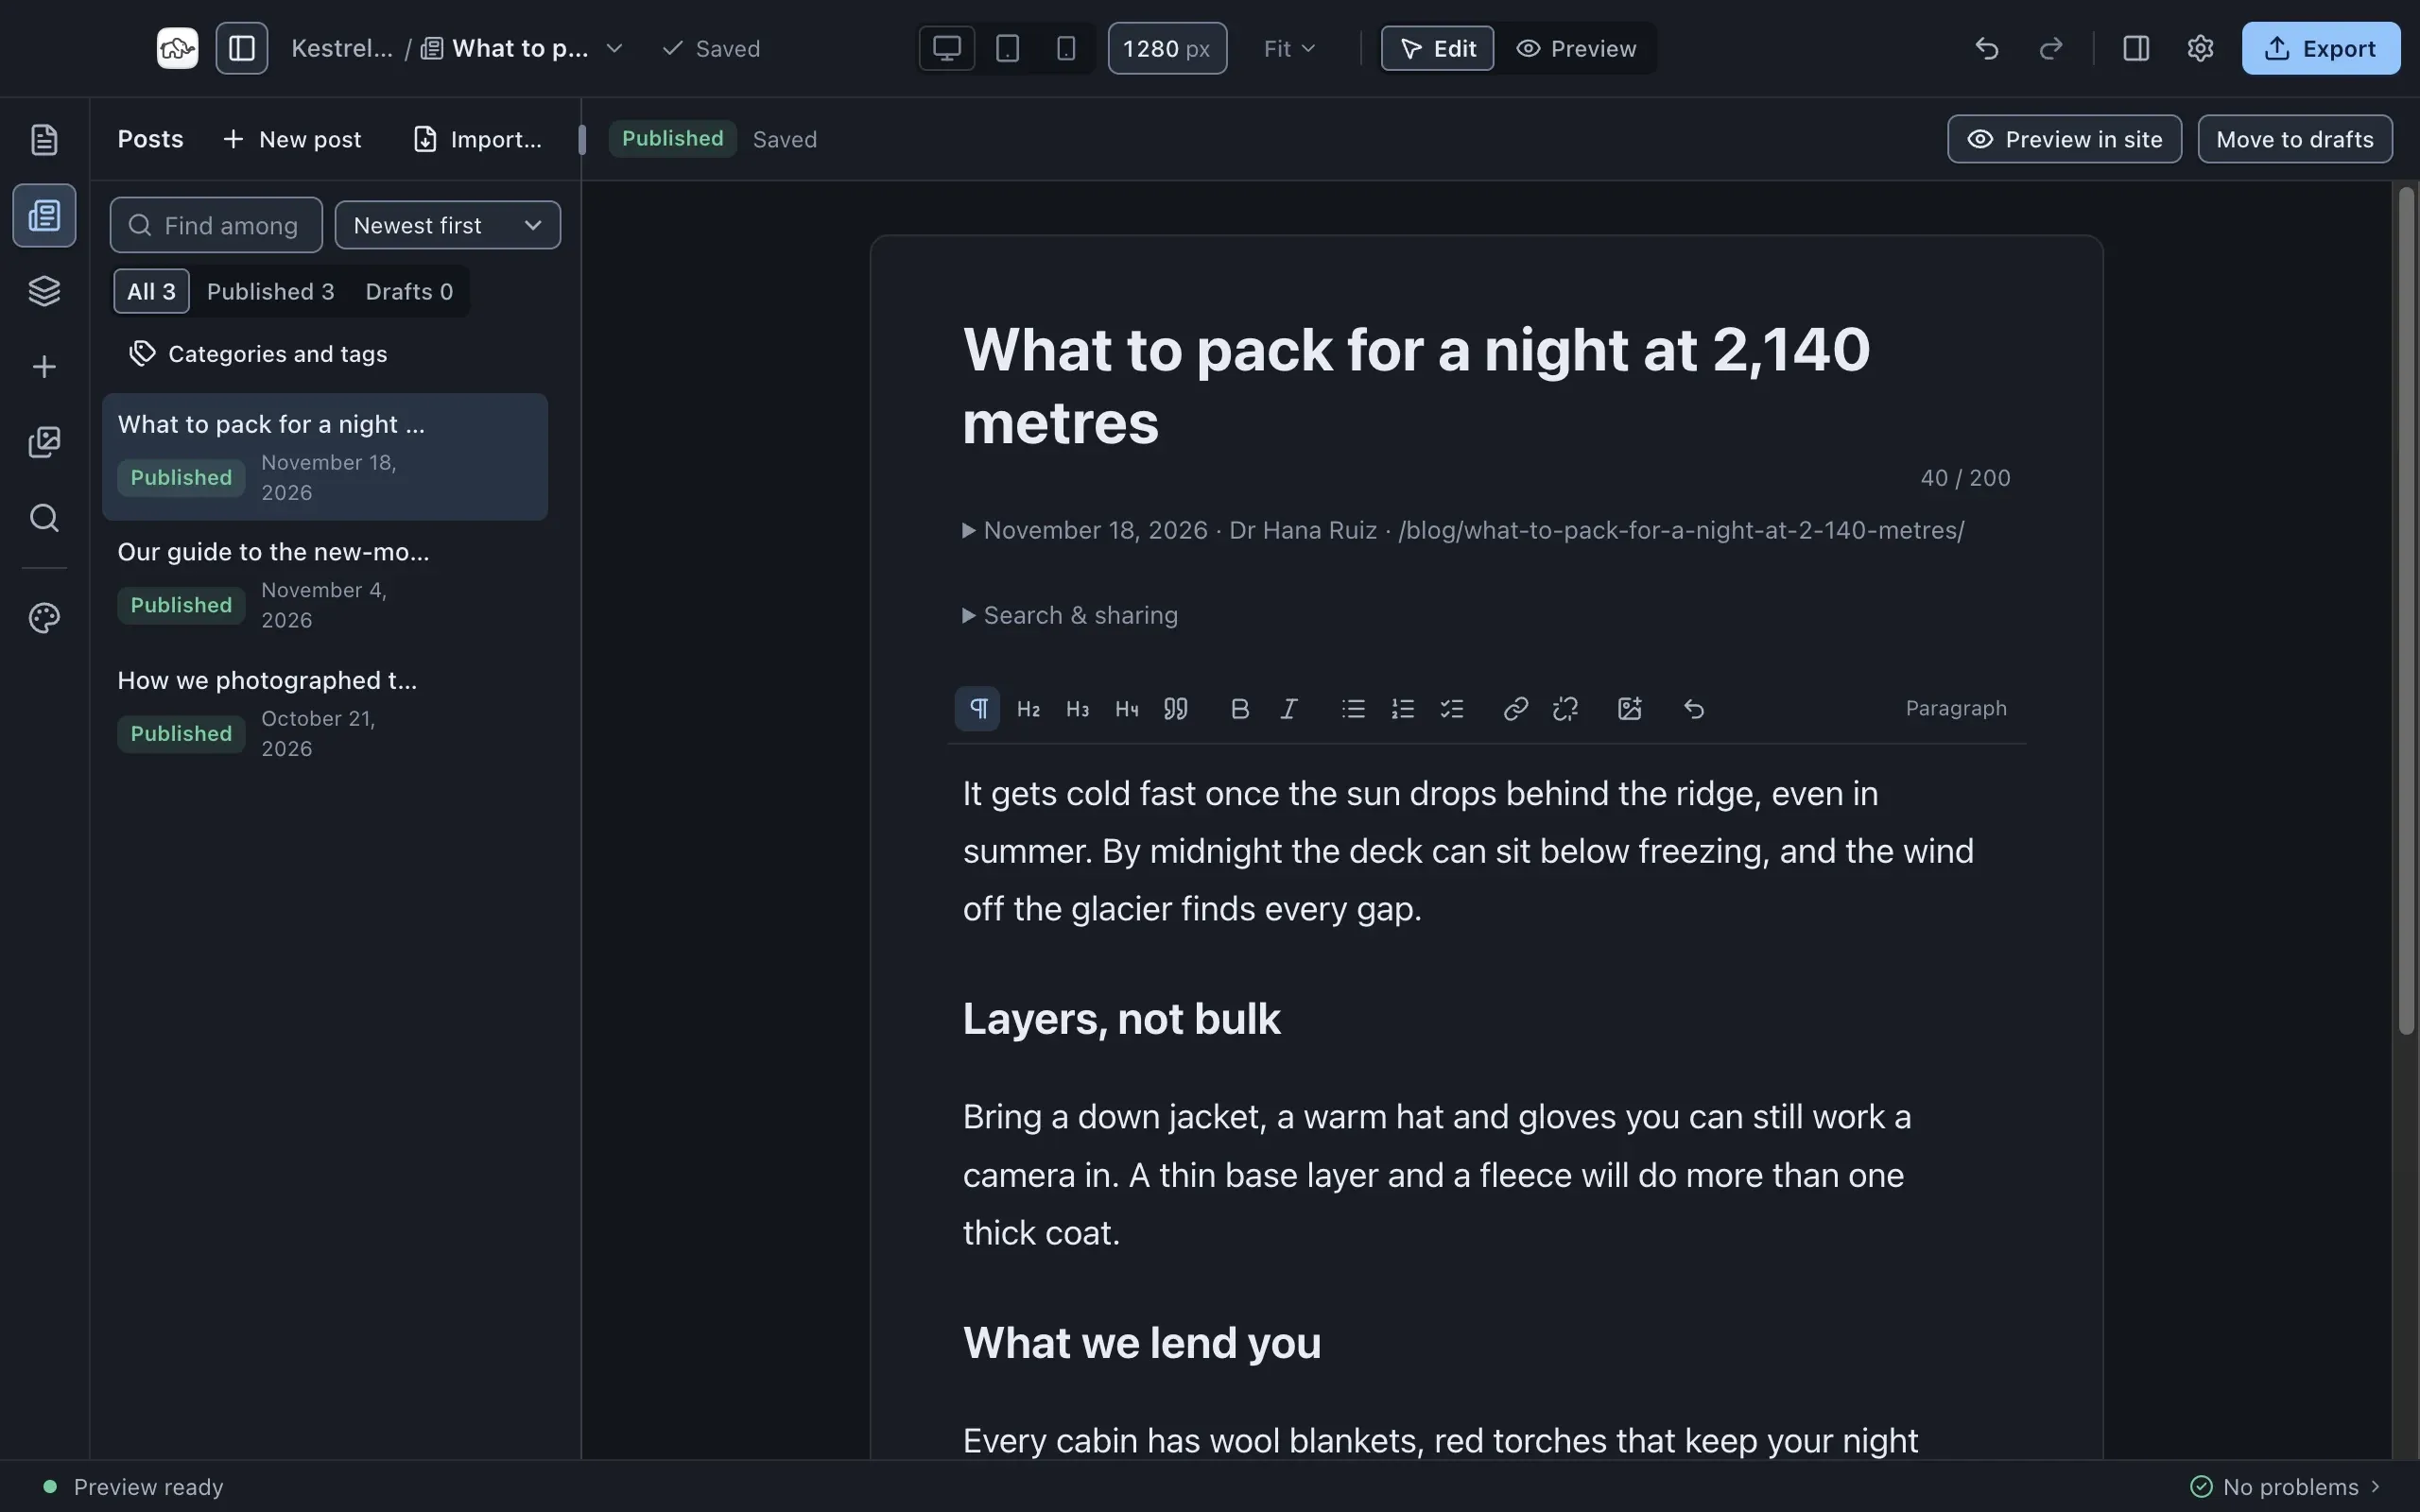 Kestrel... / What to p...
Saved
1280 px
Fit
Edit
Preview
Export
Posts
New post
Import...
Published
Saved
Preview in site
Move to drafts
Find among
Newest first
All 3
Published 3
Drafts 0
Categories and tags
What to pack for a night ...
Published
November 18,
2026
Our guide to the new-mo...
Published
November 4,
2026
How we photographed t...
Published
October 21,
2026
What to pack for a night at 2,140
metres
40 / 200
November 18, 2026 · Dr Hana Ruiz · /blog/what-to-pack-for-a-night-at-2-140-metres/
Search & sharing
H2 H3 H4 B I
Paragraph
It gets cold fast once the sun drops behind the ridge, even in
summer. By midnight the deck can sit below freezing, and the wind
off the glacier finds every gap.
Layers, not bulk
Bring a down jacket, a warm hat and gloves you can still work a
camera in. A thin base layer and a fleece will do more than one
thick coat.
What we lend you
Every cabin has wool blankets, red torches that keep your night
Preview ready
No problems